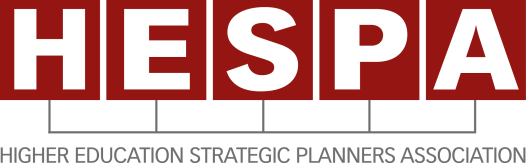 HESPA
HIGHER EDUCATION STRATEGIC PLANNERS ASSOCIATION